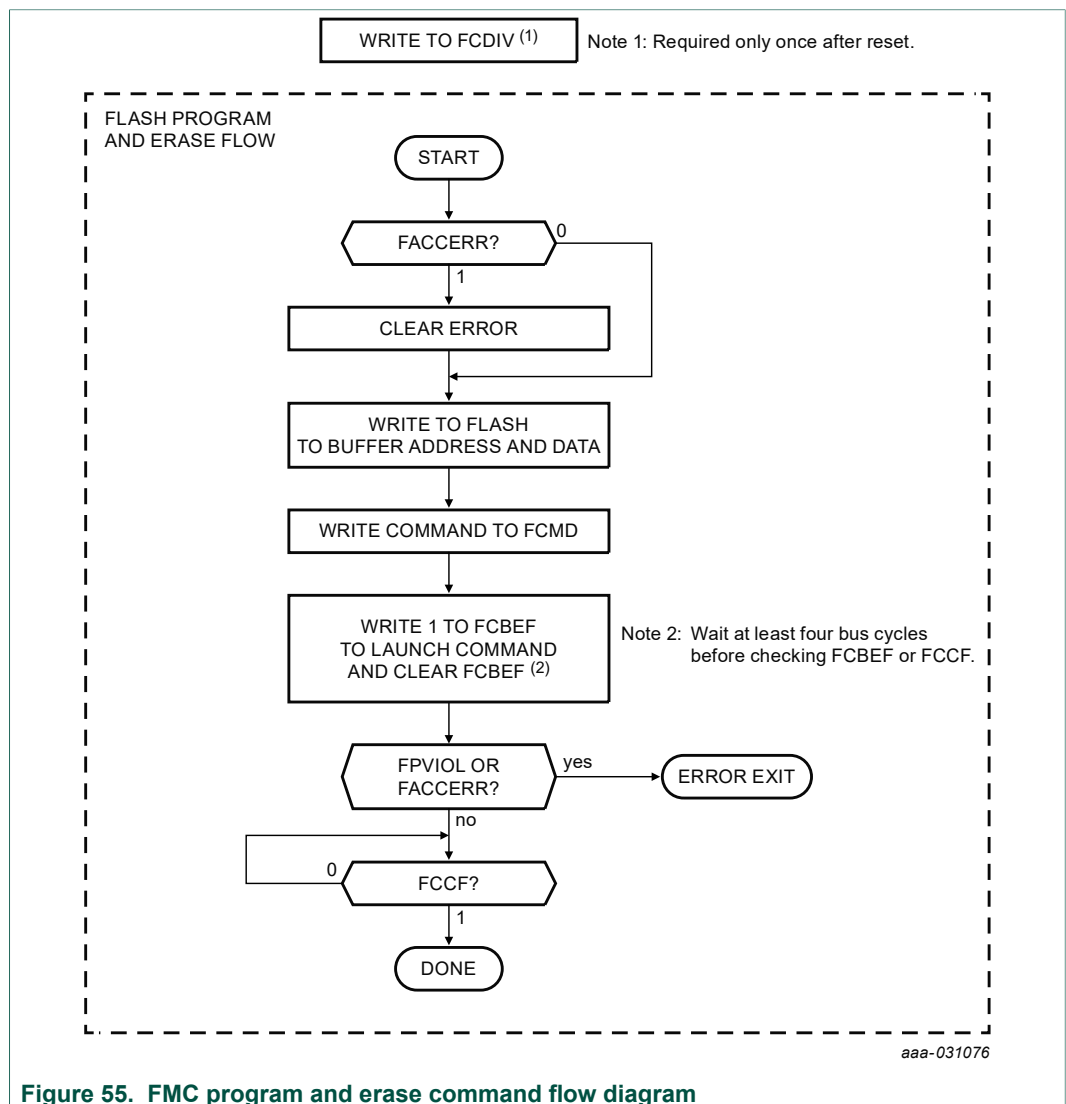 WRITE TO FCDIV (1)
Note 1: Required only once after reset.
FLASH PROGRAM
AND ERASE FLOW
START
FACCERR?
0
1
CLEAR ERROR
WRITE TO FLASH
TO BUFFER ADDRESS AND DATA
WRITE COMMAND TO FCMD
WRITE 1 TO FCBEF
TO LAUNCH COMMAND
AND CLEAR FCBEF (2)
Note 2: Wait at least four bus cycles
before checking FCBEF or FCCF.
FPVIOL OR
FACCERR?
yes
ERROR EXIT
no
0
FCCF?
1
DONE
aaa-031076
Figure 55. FMC program and erase command flow diagram